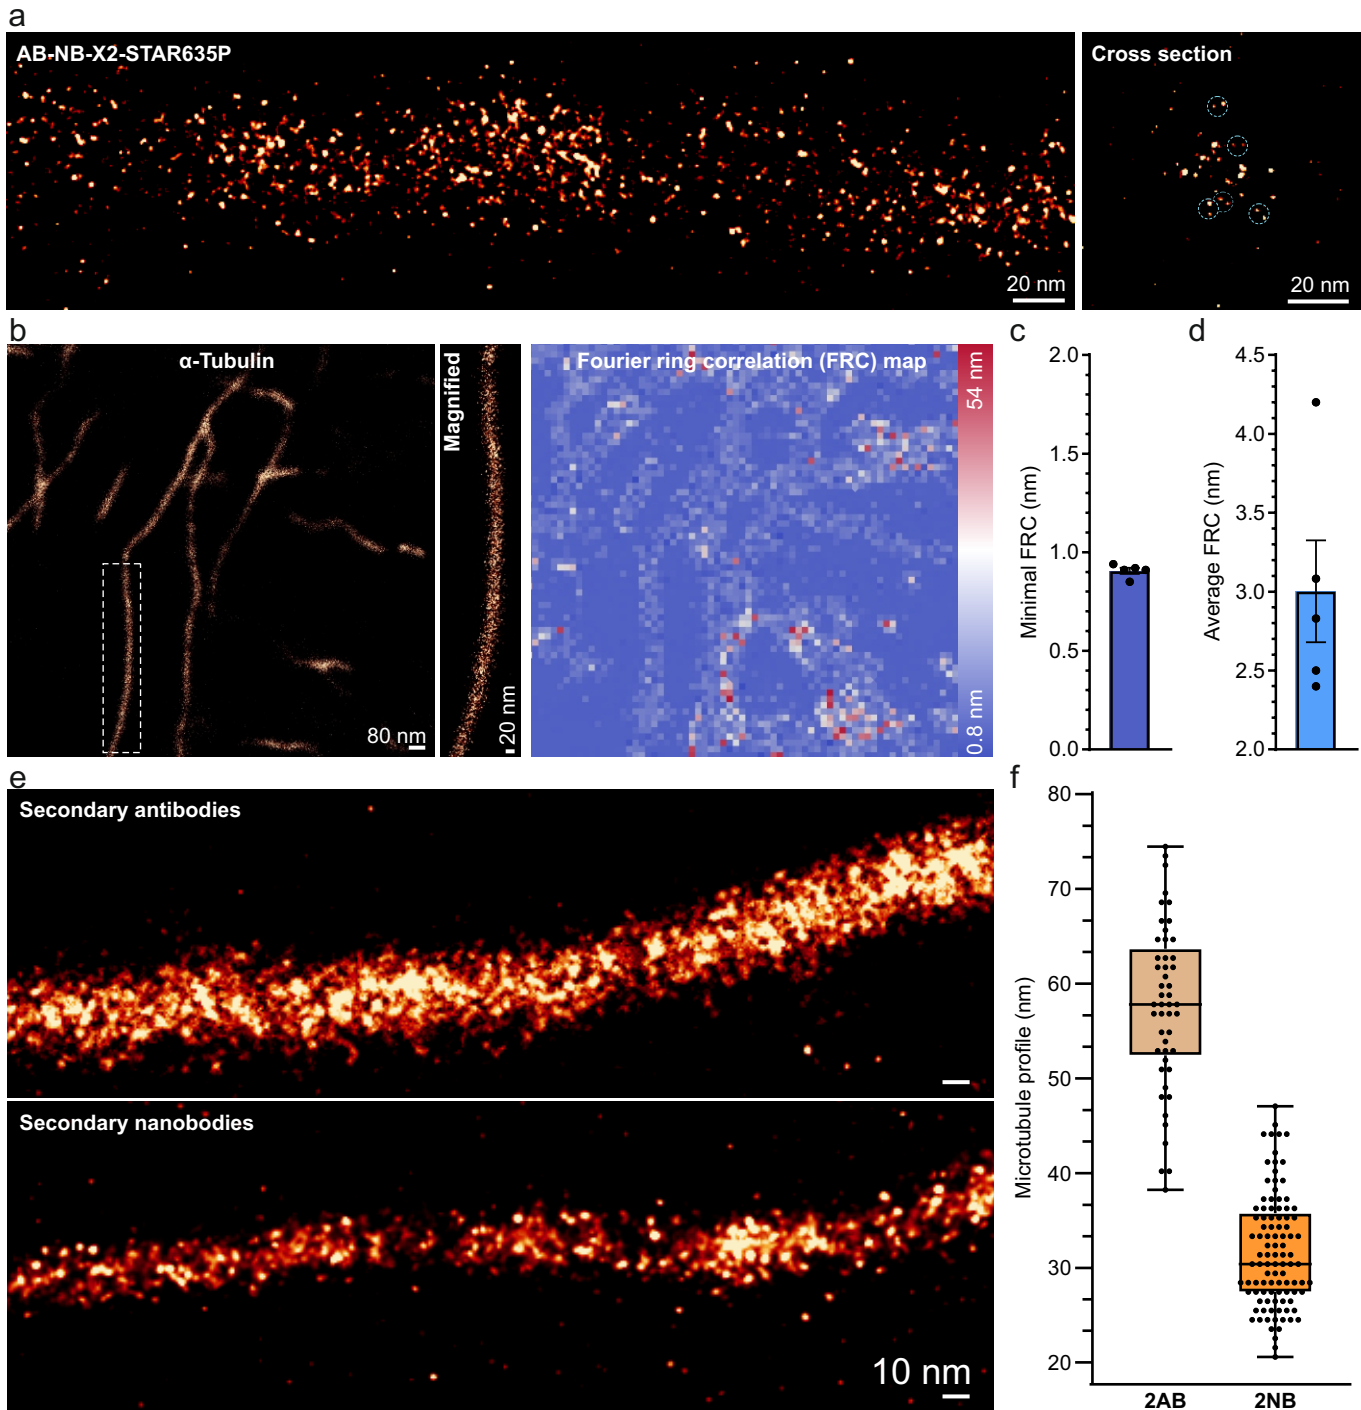 a
AB-NB-X2-STAR635P
20 nm
Cross section
20 nm
b
α-Tubulin
80 nm
Magnified
20 nm
Fourier ring correlation (FRC) map
54 nm
0.8 nm
c
Minimal FRC (nm)
2.0
1.5
1.0
0.5
0.0
d
Average FRC (nm)
4.5
4.0
3.5
3.0
2.5
2.0
e
Secondary antibodies
Secondary nanobodies
10 nm
f
Microtubule profile (nm)
80
70
60
50
40
30
20
2AB 2NB